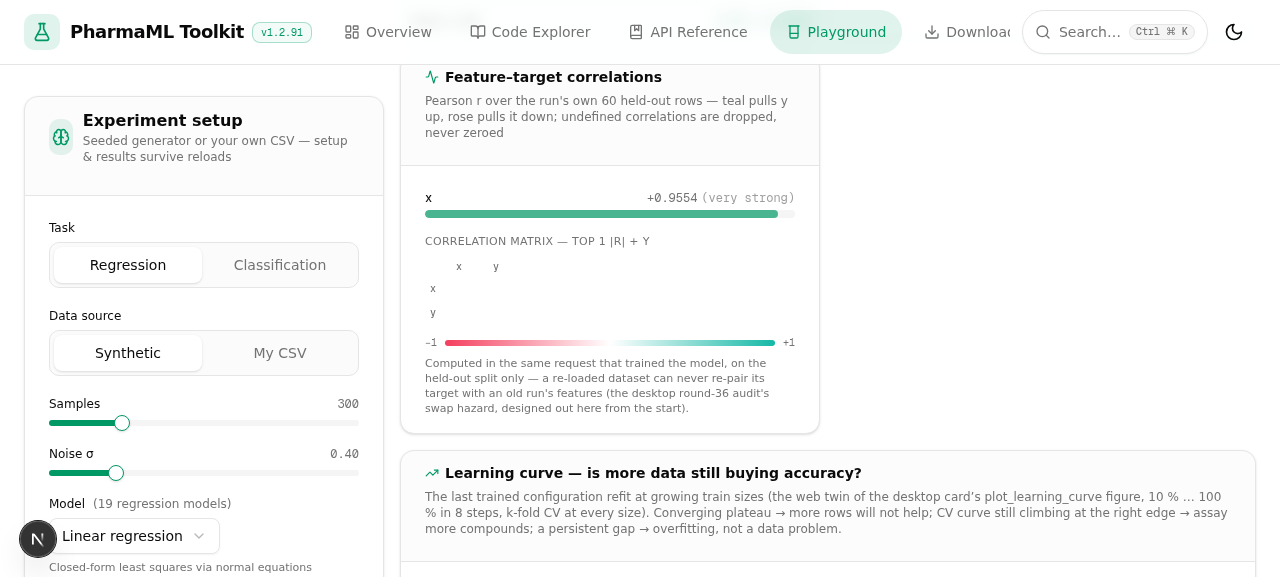 PharmaML Toolkit
v1.2.91
Overview
Code Explorer
API Reference
Playground
Downloa
Search...
Ctrl ⌘ K
Experiment setup
Seeded generator or your own CSV — setup
& results survive reloads
Task
Regression
Classification
Data source
Synthetic
My CSV
Samples
300
Noise σ
0.40
Model (19 regression models)
Linear regression
Closed-form least squares via normal equations
N
Feature–target correlations
Pearson r over the run's own 60 held-out rows — teal pulls y
up, rose pulls it down; undefined correlations are dropped,
never zeroed
x
+0.9554 (very strong)
CORRELATION MATRIX — TOP 1 |R| + Y
x y
x
y
−1
+1
Computed in the same request that trained the model, on the
held-out split only — a re-loaded dataset can never re-pair its
target with an old run's features (the desktop round-36 audit's
swap hazard, designed out here from the start).
Learning curve — is more data still buying accuracy?
The last trained configuration refit at growing train sizes (the web twin of the desktop card’s plot_learning_curve figure, 10 % … 100
% in 8 steps, k-fold CV at every size). Converging plateau → more rows will not help; CV curve still climbing at the right edge → assay
more compounds; a persistent gap → overfitting, not a data problem.